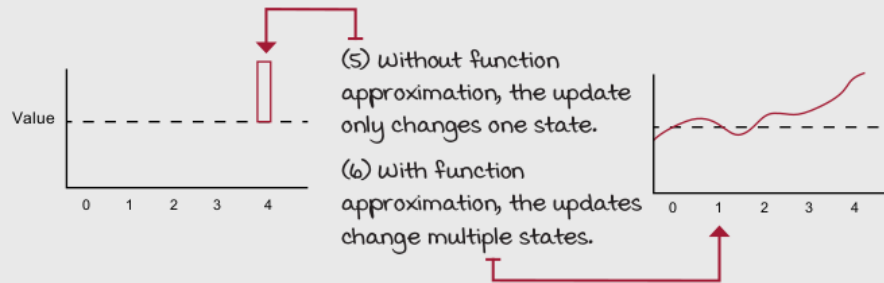 (5) Without function
approximation, the update
only changes one state.
(6) With function
approximation, the updates
change multiple states.
Value
0 1 2 3 4
0 1 2 3 4